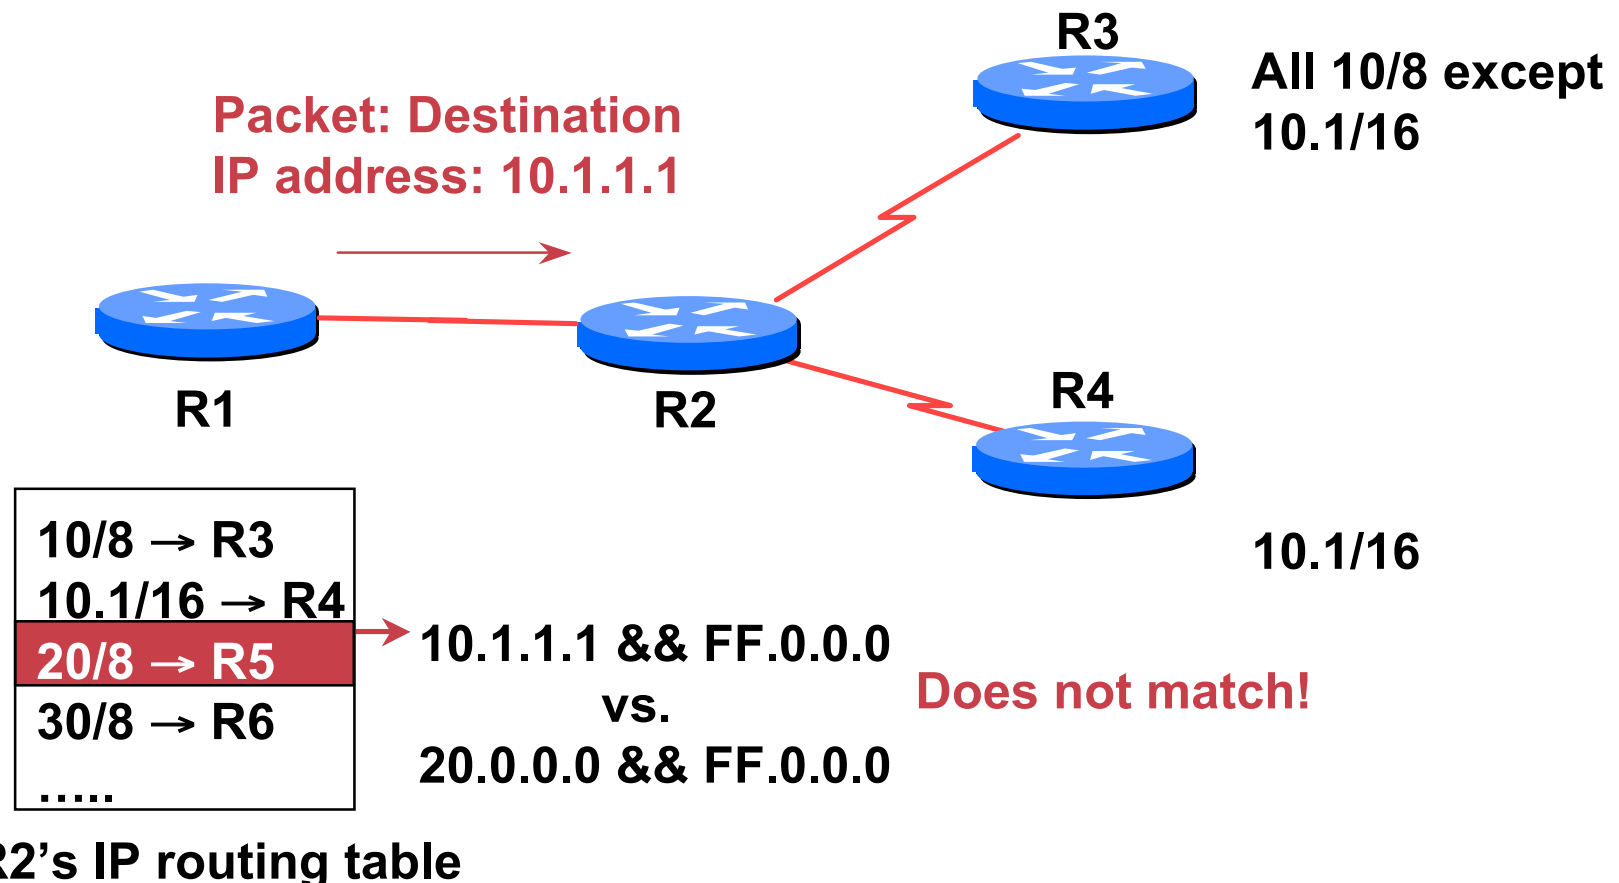 R3
All 10/8 except
10.1/16
Packet: Destination
IP address: 10.1.1.1
R1
R2
R4
10.1/16
10/8 → R3
10.1/16 → R4
20/8 → R5
30/8 → R6
…..
10.1.1.1 && FF.0.0.0
vs.
20.0.0.0 && FF.0.0.0
Does not match!
R2's IP routing table